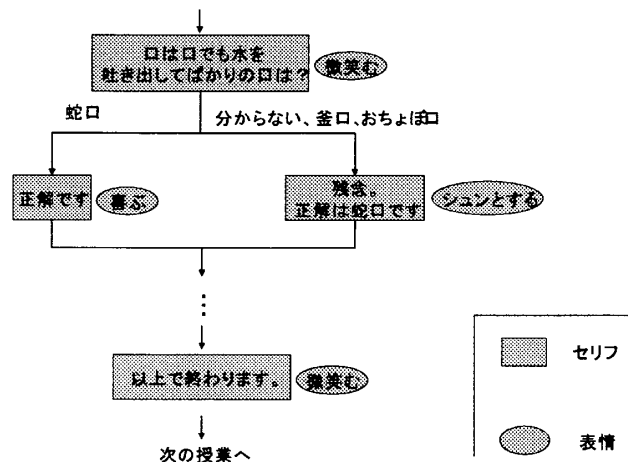 口は口でも水を
吐き出してばかりの口は？
微笑む
蛇口
分からない、釜口、おちょぼ口
正解です
喜ぶ
残念。
正解は蛇口です
シュンとする
⋮
以上で終わります。
微笑む
次の授業へ
セリフ
表情